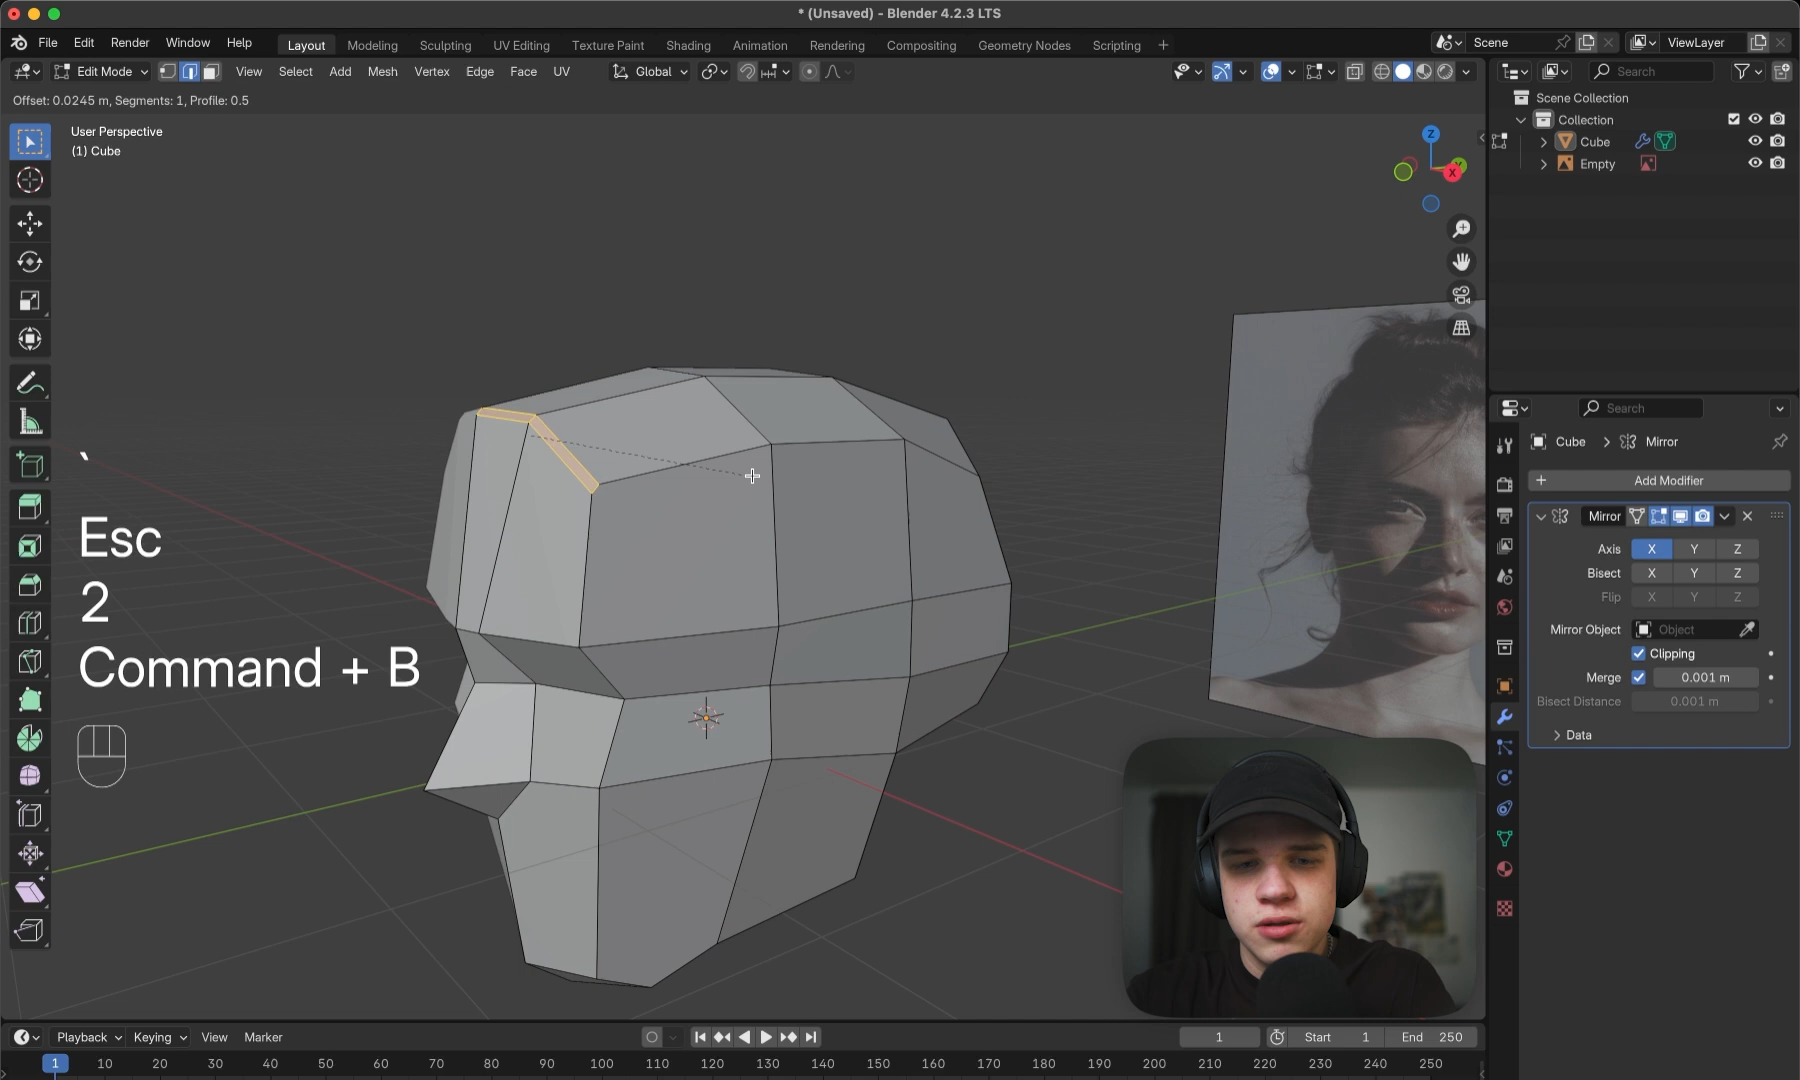 * (Unsaved) - Blender 4.2.3 LTS
File Edit Render Window Help Layout Modeling Sculpting UV Editing Texture Paint Shading Animation Rendering Compositing Geometry Nodes Scripting + Scene ViewLayer
Edit Mode View Select Add Mesh Vertex Edge Face UV Global Search
Offset: 0.0245 m, Segments: 1, Profile: 0.5
User Perspective
(1) Cube
Z
Y
X
Scene Collection
Collection
Cube
Empty
Search
Cube > Mirror
+ Add Modifier
Mirror
Axis X Y Z
Bisect X Y Z
Flip X Y Z
Mirror Object Object
Clipping
Merge 0.001 m
Bisect Distance 0.001 m
Data
`
Esc
2
Command + B
Playback Keying View Marker 1 Start 1 End 250
1 10 20 30 40 50 60 70 80 90 100 110 120 130 140 150 160 170 180 190 200 210 220 230 240 250